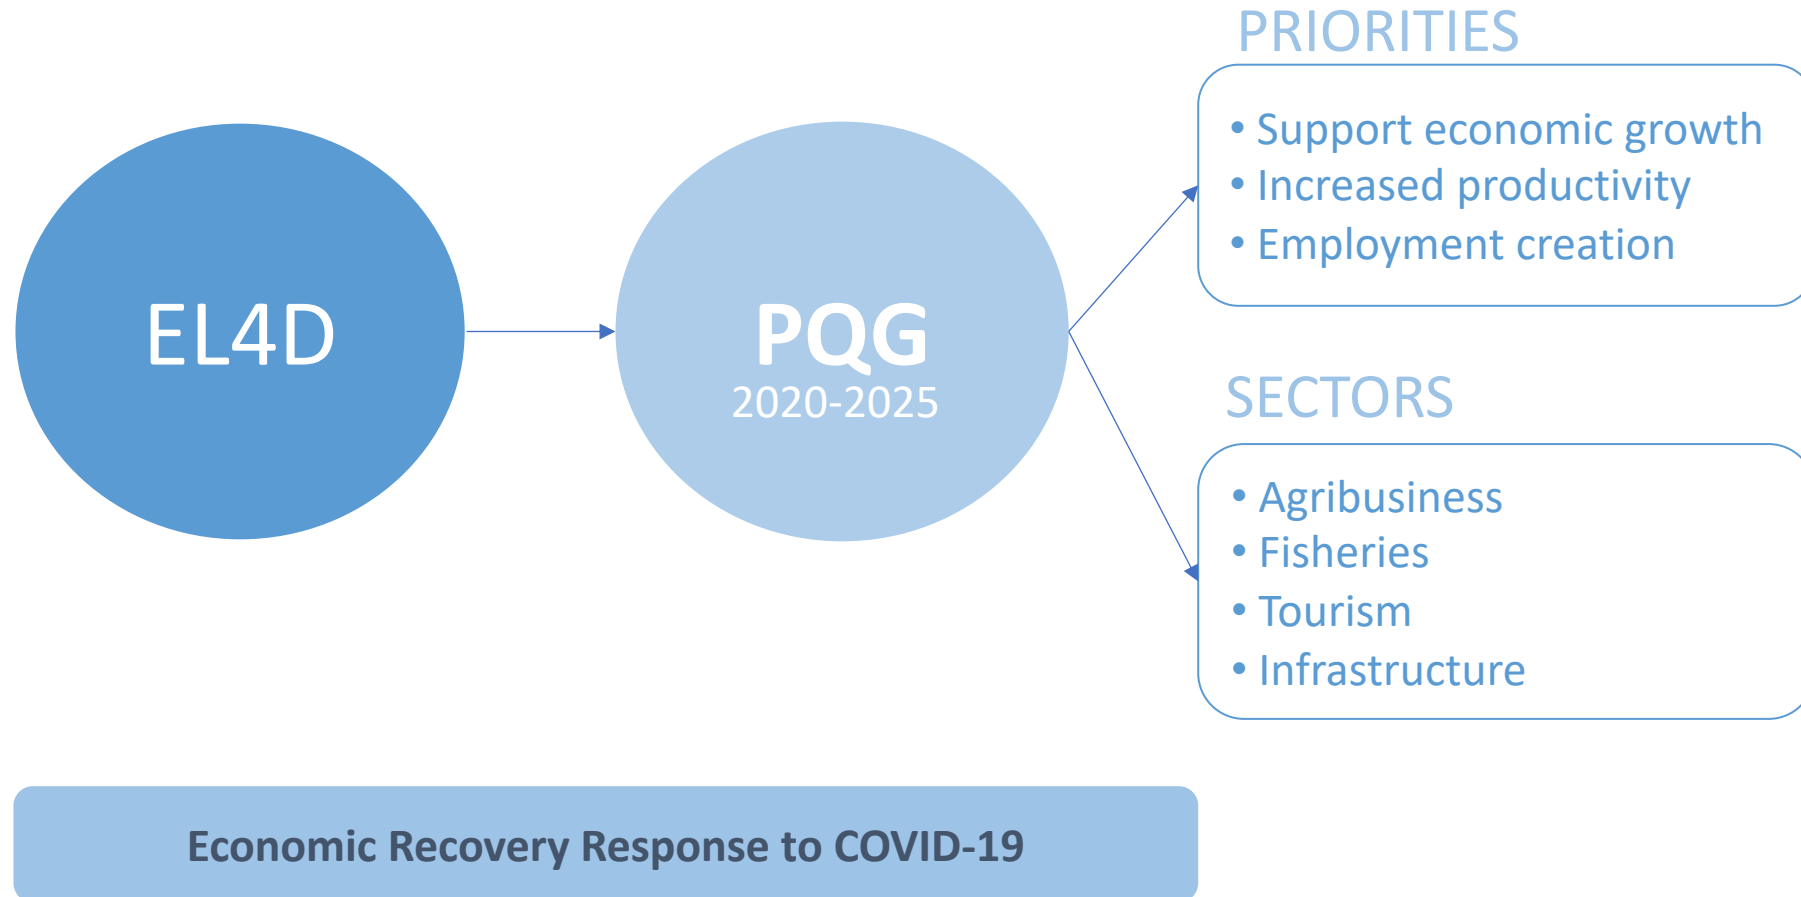 EL4D
PQG
2020-2025
PRIORITIES
• Support economic growth
• Increased productivity
• Employment creation
SECTORS
• Agribusiness
• Fisheries
• Tourism
• Infrastructure
Economic Recovery Response to COVID-19